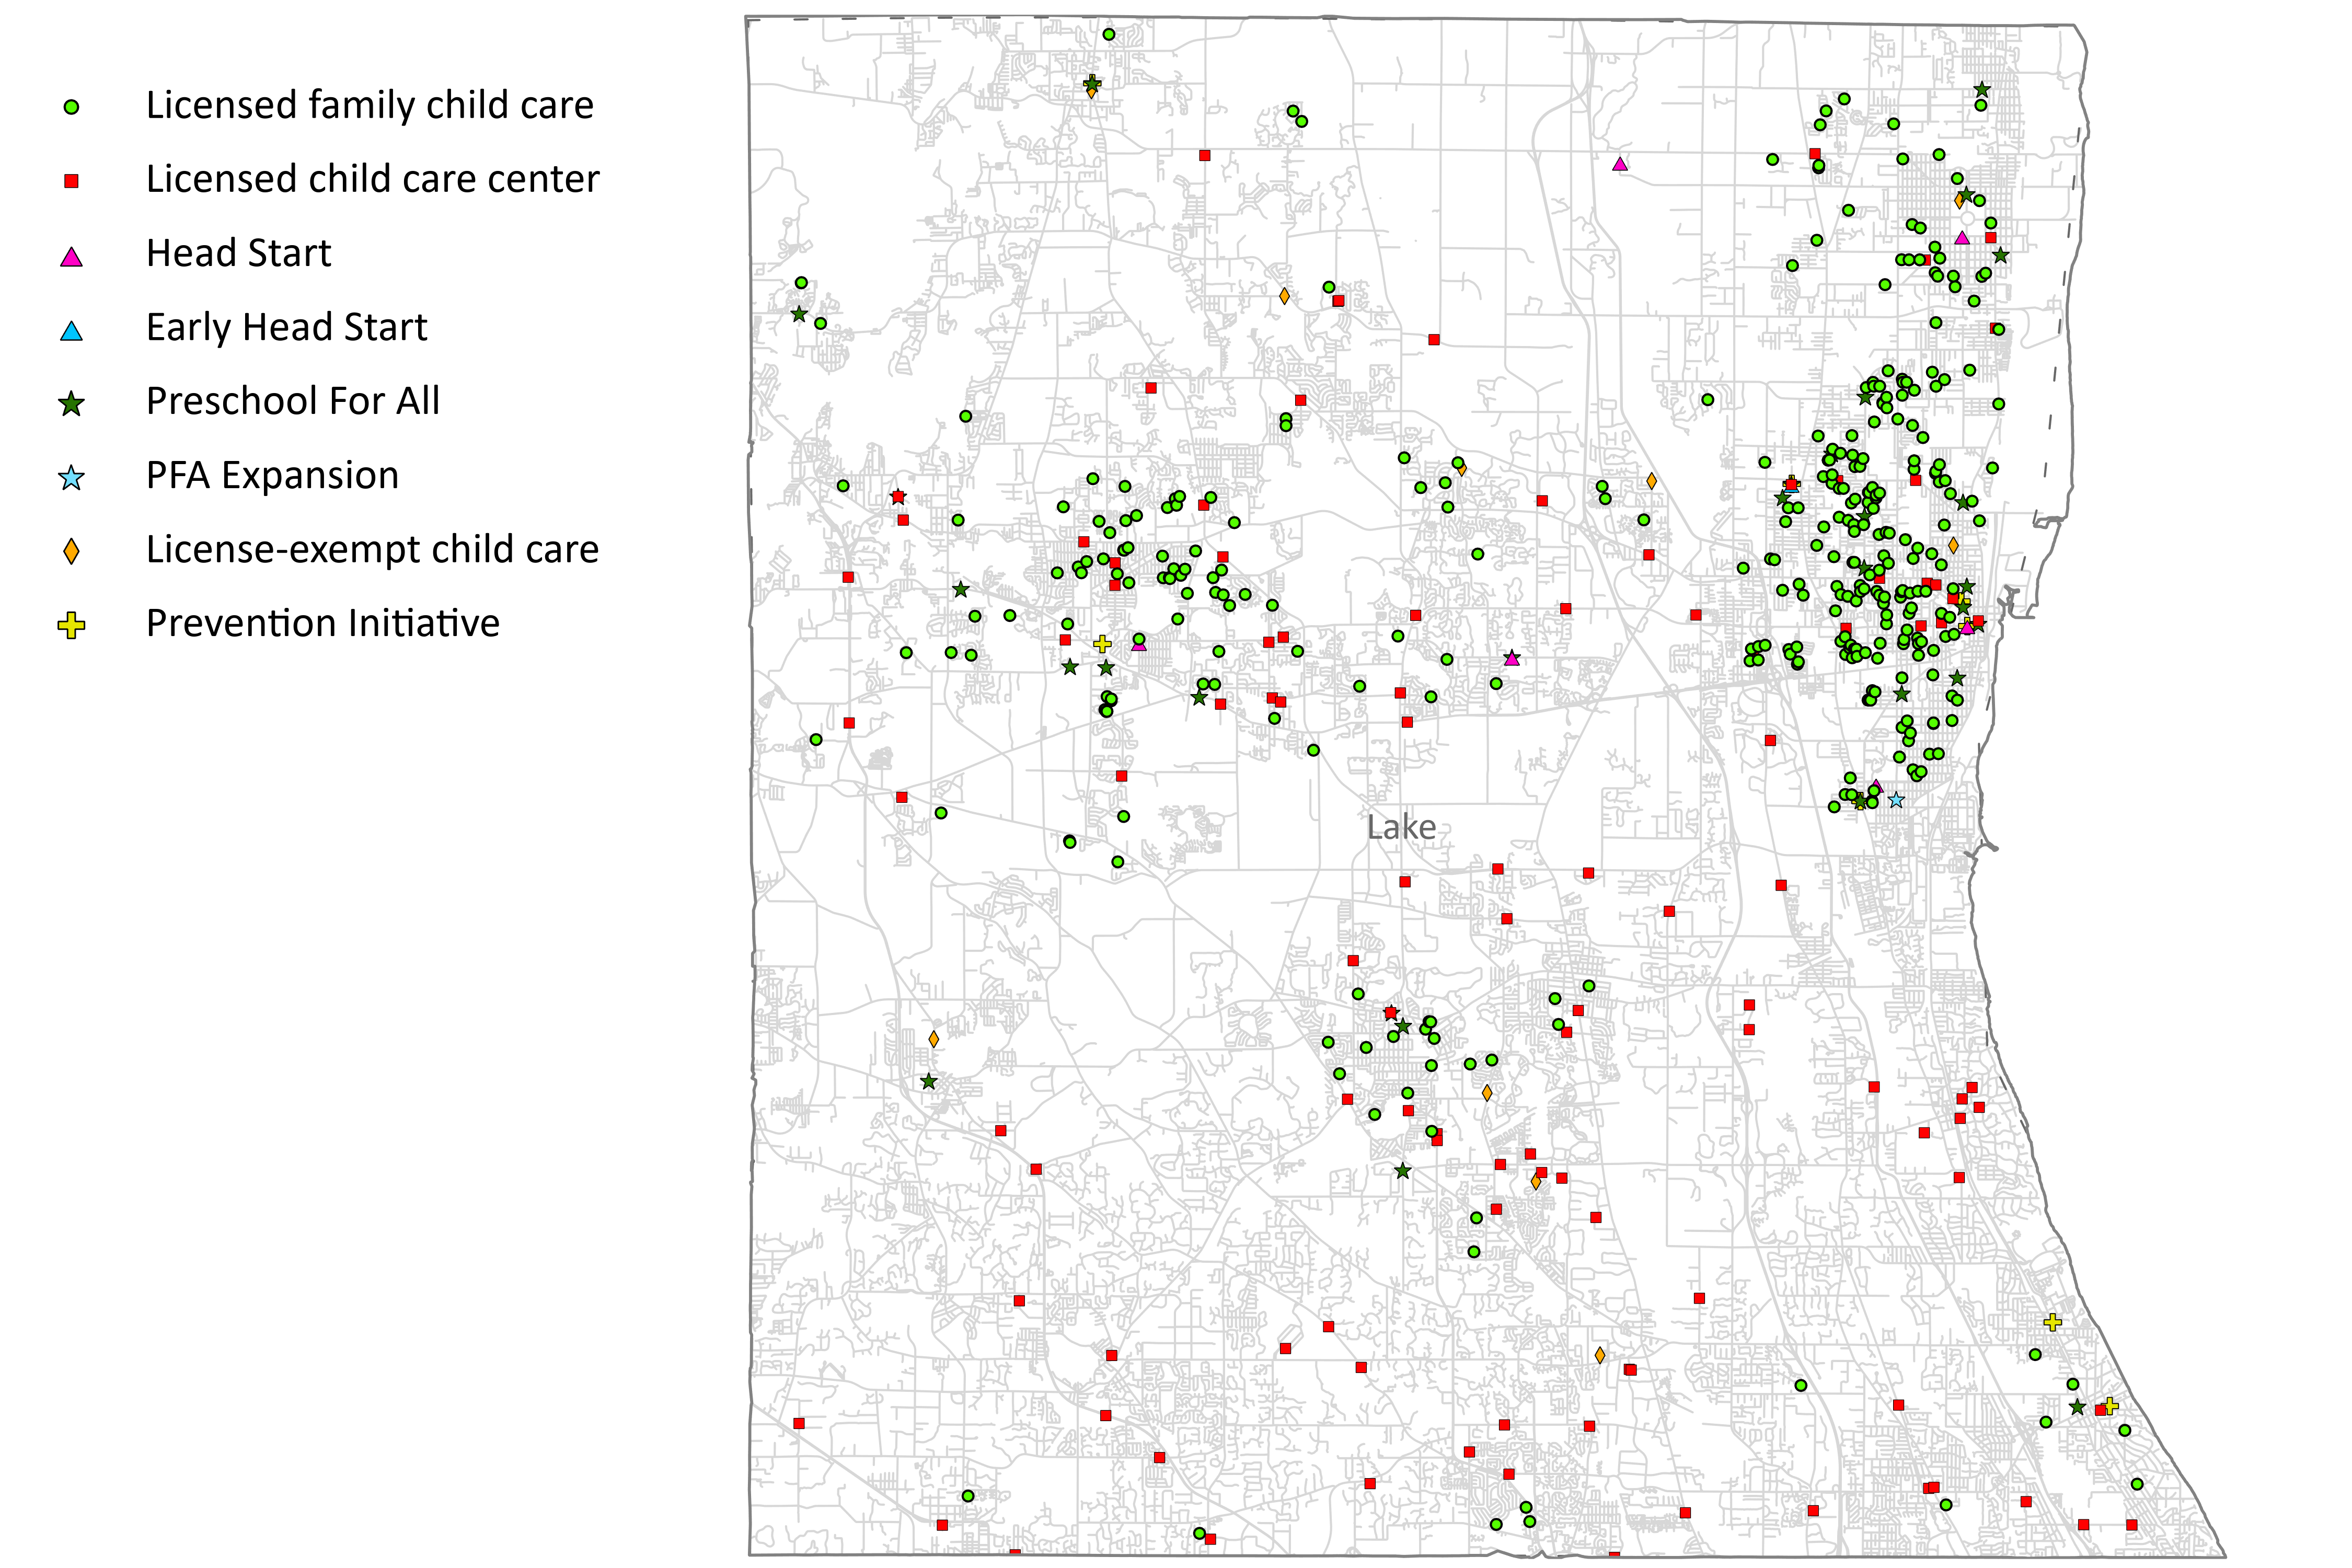 Licensed family child care
Licensed child care center
Head Start
Early Head Start
Preschool For All
PFA Expansion
License-exempt child care
Prevention Initiative
Lake